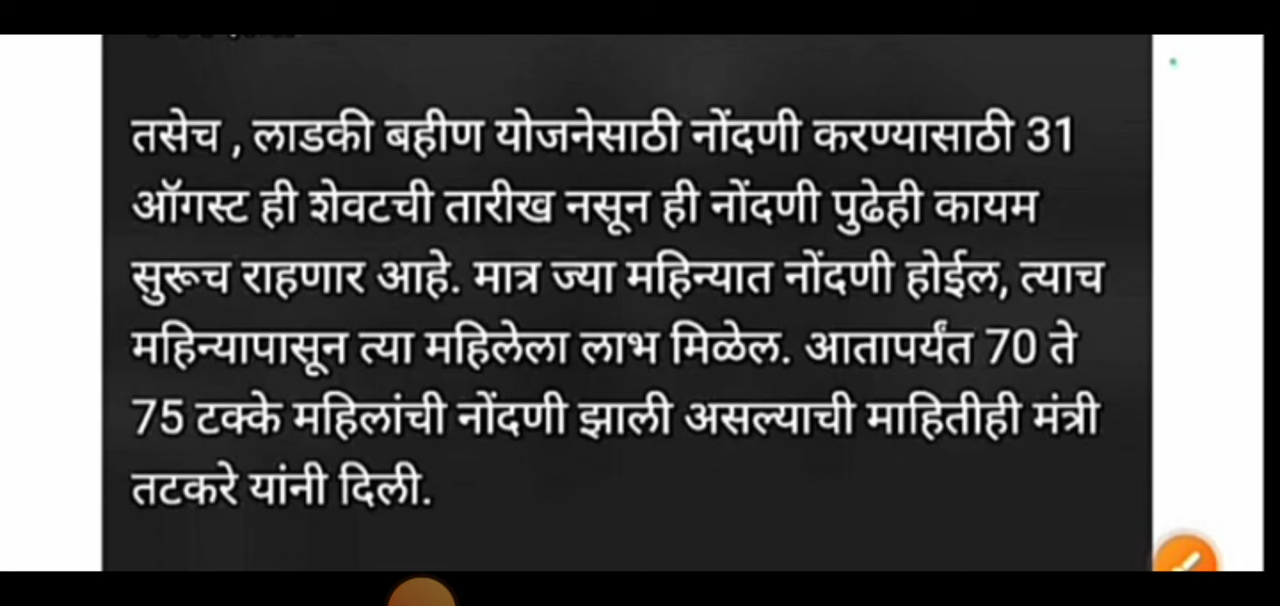 तसेच , लाडकी बहीण योजनेसाठी नोंदणी करण्यासाठी 31
ऑगस्ट ही शेवटची तारीख नसून ही नोंदणी पुढेही कायम
सुरूच राहणार आहे. मात्र ज्या महिन्यात नोंदणी होईल, त्याच
महिन्यापासून त्या महिलेला लाभ मिळेल. आतापर्यंत 70 ते
75 टक्के महिलांची नोंदणी झाली असल्याची माहितीही मंत्री
तटकरे यांनी दिली.